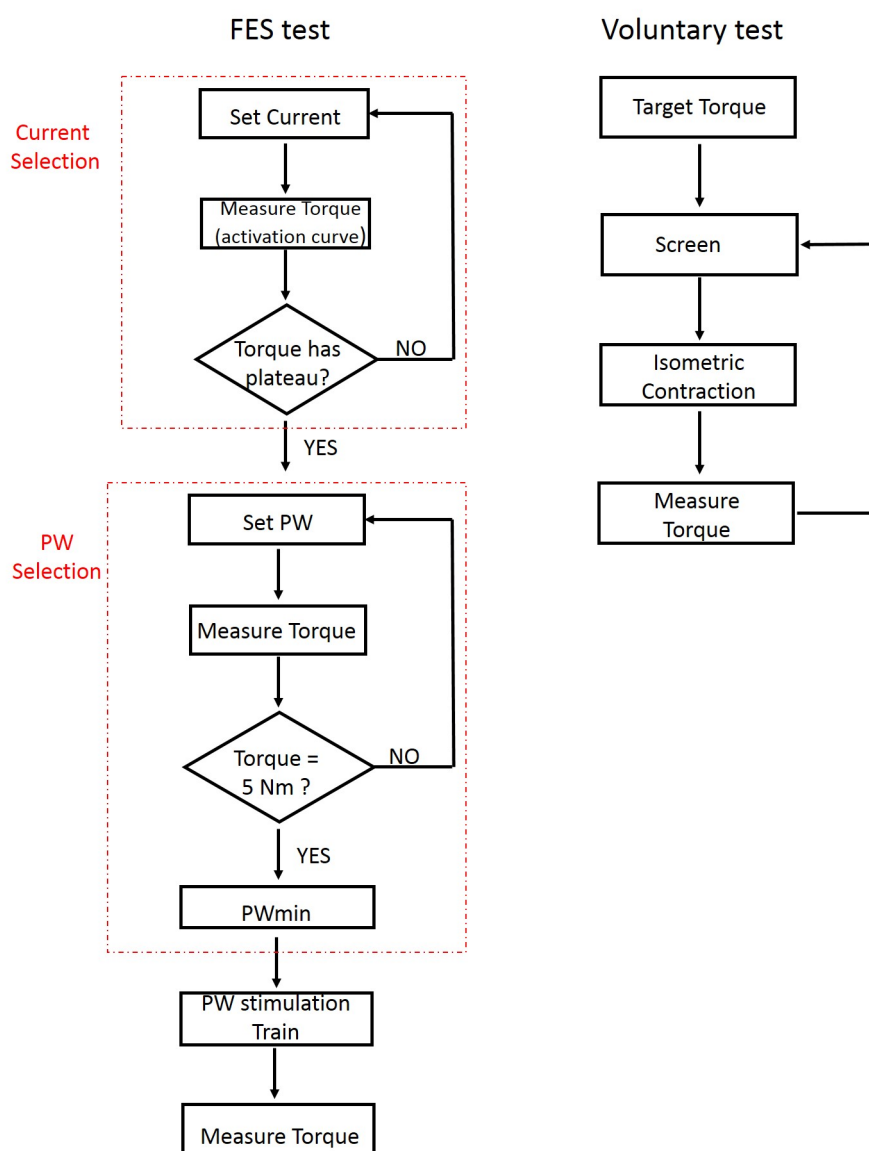 FES test
Current
Selection
Set Current
Measure Torque
(activation curve)
Torque has
plateau?
NO
YES
PW
Selection
Set PW
Measure Torque
Torque =
5 Nm ?
NO
YES
PWmin
PW stimulation
Train
Measure Torque
Voluntary test
Target Torque
Screen
Isometric
Contraction
Measure
Torque